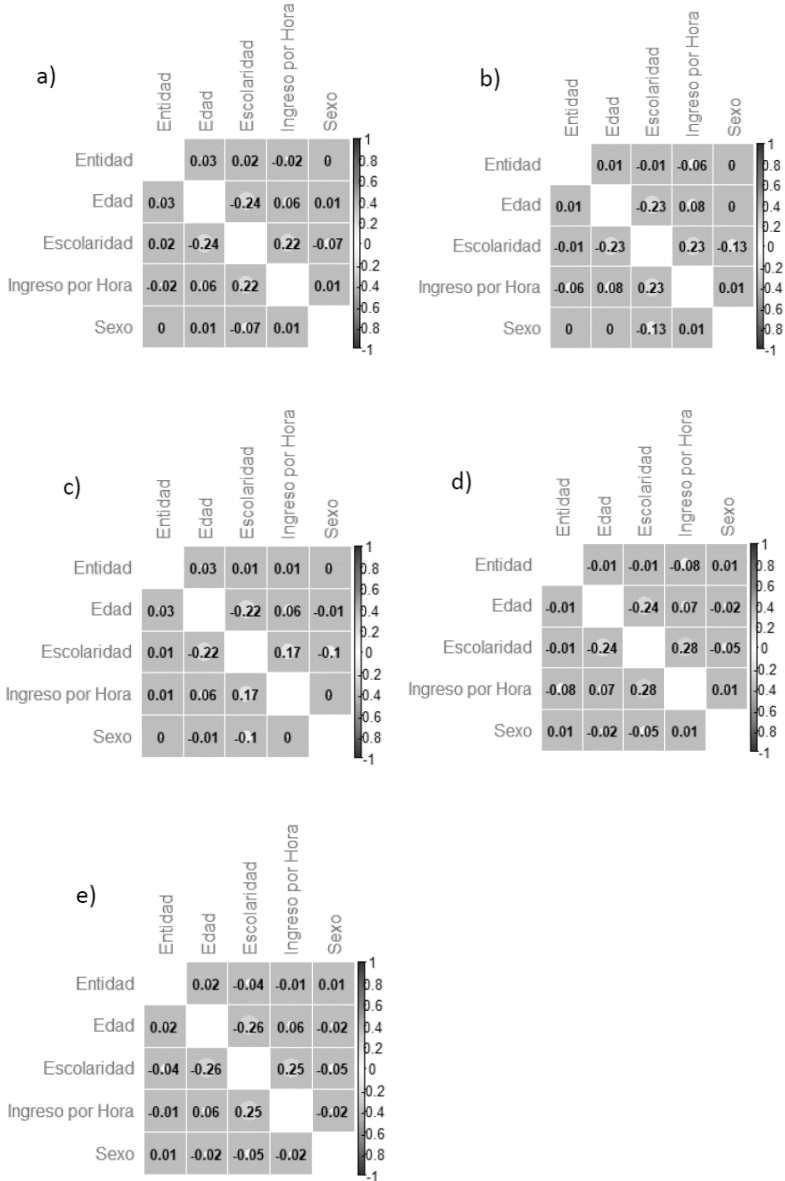 a)
Entidad Edad Escolaridad Ingreso por Hora Sexo
Entidad 0.03 0.02 -0.02 0
Edad 0.03 -0.24 0.06 0.01
Escolaridad 0.02 -0.24 0.22 -0.07
Ingreso por Hora -0.02 0.06 0.22 0.01
Sexo 0 0.01 -0.07 0.01
1
0.8
0.6
0.4
0.2
0
-0.2
-0.4
-0.6
-0.8
-1
b)
Entidad Edad Escolaridad Ingreso por Hora Sexo
Entidad 0.01 -0.01 -0.06 0
Edad 0.01 -0.23 0.08 0
Escolaridad -0.01 -0.23 0.23 -0.13
Ingreso por Hora -0.06 0.08 0.23 0.01
Sexo 0 0 -0.13 0.01
1
0.8
0.6
0.4
0.2
0
-0.2
-0.4
-0.6
-0.8
-1
c)
Entidad Edad Escolaridad Ingreso por Hora Sexo
Entidad 0.03 0.01 0.01 0
Edad 0.03 -0.22 0.06 -0.01
Escolaridad 0.01 -0.22 0.17 -0.1
Ingreso por Hora 0.01 0.06 0.17 0
Sexo 0 -0.01 -0.1 0
1
0.8
0.6
0.4
0.2
0
-0.2
-0.4
-0.6
-0.8
-1
d)
Entidad Edad Escolaridad Ingreso por Hora Sexo
Entidad -0.01 -0.01 -0.08 0.01
Edad -0.01 -0.24 0.07 -0.02
Escolaridad -0.01 -0.24 0.28 -0.05
Ingreso por Hora -0.08 0.07 0.28 0.01
Sexo 0.01 -0.02 -0.05 0.01
1
0.8
0.6
0.4
0.2
0
-0.2
-0.4
-0.6
-0.8
-1
e)
Entidad Edad Escolaridad Ingreso por Hora Sexo
Entidad 0.02 -0.04 -0.01 0.01
Edad 0.02 -0.26 0.06 -0.02
Escolaridad -0.04 -0.26 0.25 -0.05
Ingreso por Hora -0.01 0.06 0.25 -0.02
Sexo 0.01 -0.02 -0.05 -0.02
1
0.8
0.6
0.4
0.2
0
-0.2
-0.4
-0.6
-0.8
-1